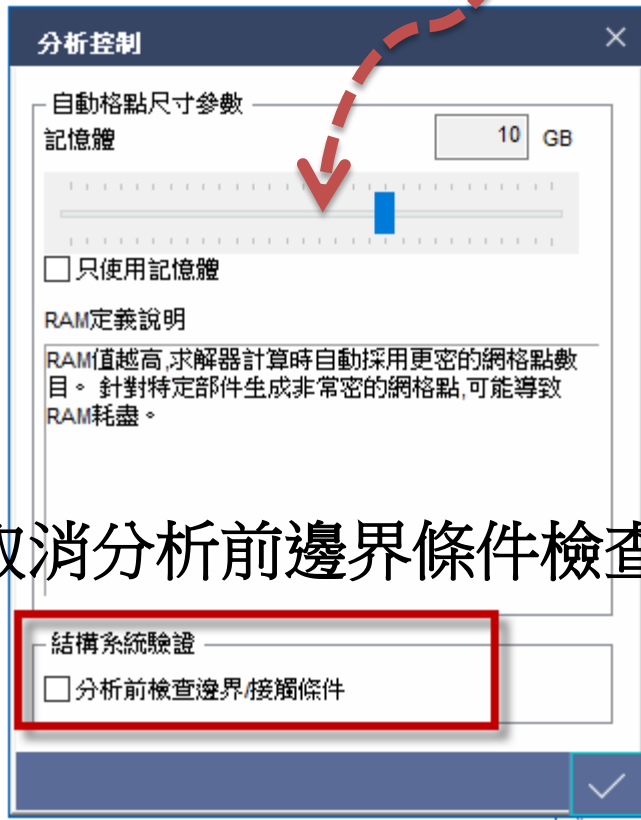 分析控制
自動格點尺寸參數
記憶體
10 GB
只使用記憶體
RAM定義說明
RAM值越高,求解器計算時自動採用更密的網格點數
目。 針對特定部件生成非常密的網格點,可能導致
RAM耗盡。
取消分析前邊界條件檢查
結構系統驗證
分析前檢查邊界/接觸條件